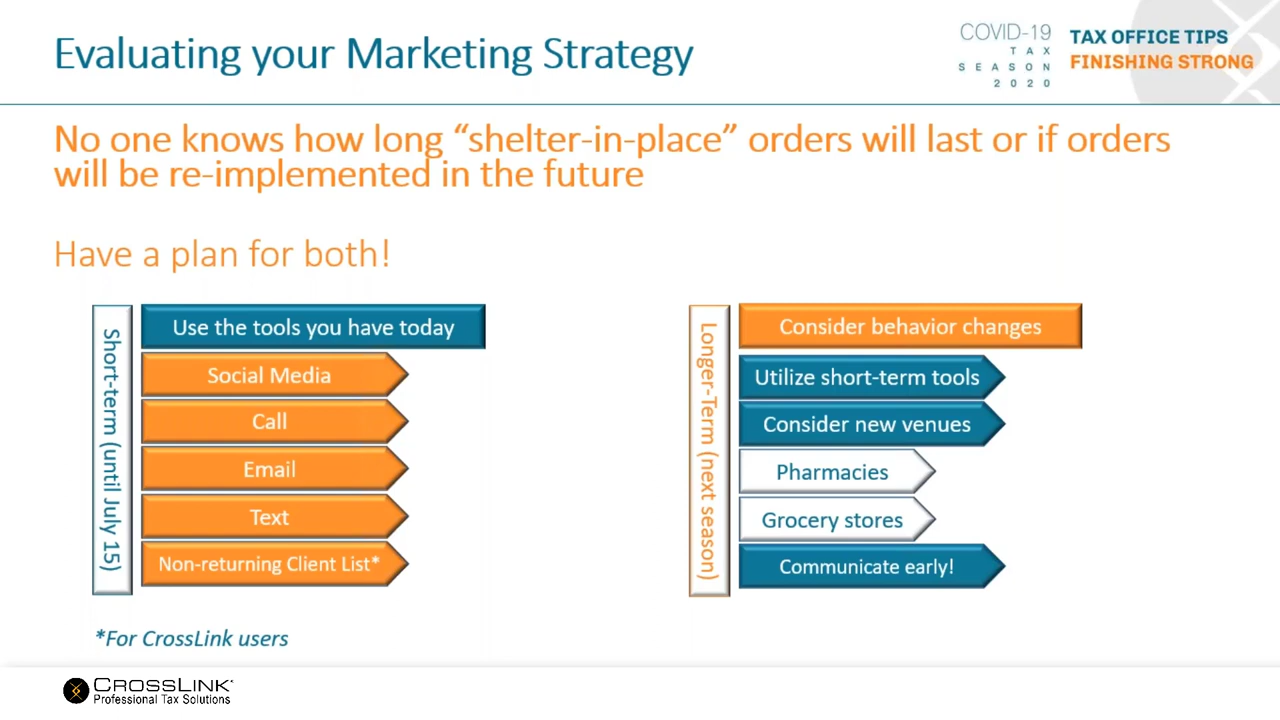 Evaluating your Marketing Strategy
COVID-19
TAX
SEASON
2020
TAX OFFICE TIPS
FINISHING STRONG
No one knows how long “shelter-in-place” orders will last or if orders
will be re-implemented in the future
Have a plan for both!
Short-term (until July 15)
Use the tools you have today
Social Media
Call
Email
Text
Non-returning Client List*
*For CrossLink users
Longer-Term (next season)
Consider behavior changes
Utilize short-term tools
Consider new venues
Pharmacies
Grocery stores
Communicate early!
CROSSLINK
Professional Tax Solutions